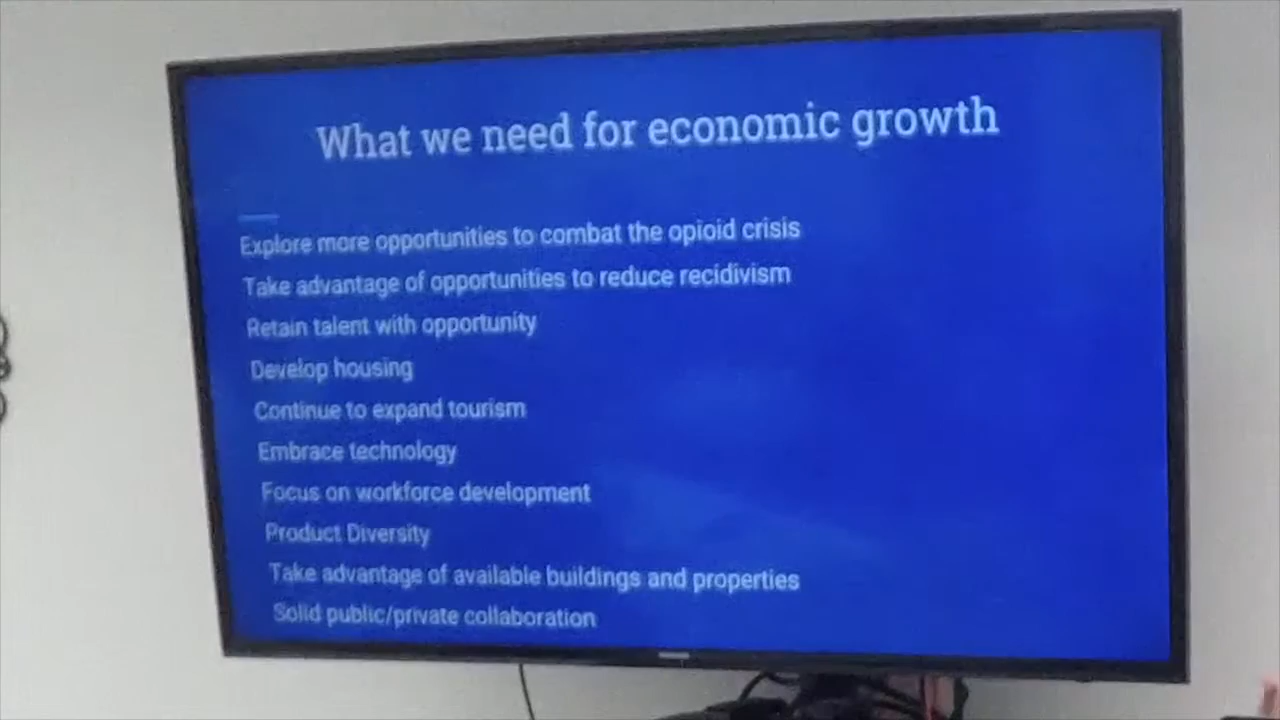 What we need for economic growth
Explore more opportunities to combat the opioid crisis
Take advantage of opportunities to reduce recidivism
Retain talent with opportunity
Develop housing
Continue to expand tourism
Embrace technology
Focus on workforce development
Product Diversity
Take advantage of available buildings and properties
Solid public/private collaboration